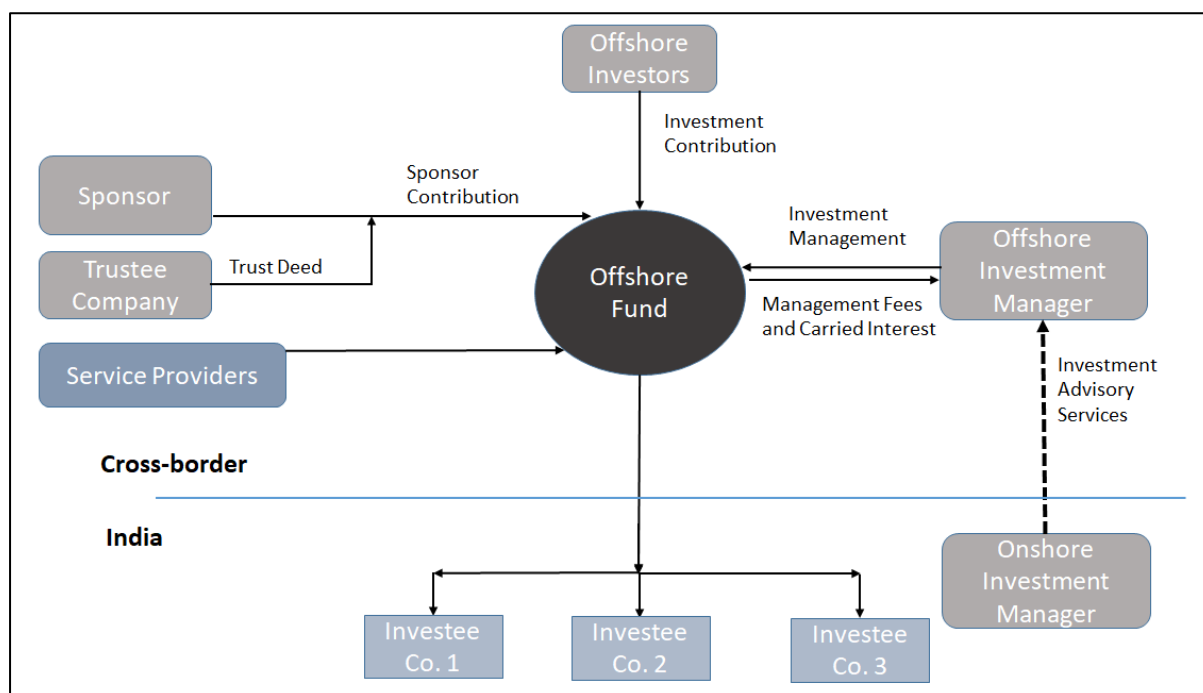 Offshore
Investors
Investment
Contribution
Sponsor
Sponsor
Contribution
Trustee
Company
Trust Deed
Service Providers
Offshore
Fund
Investment
Management
Management Fees
and Carried Interest
Offshore
Investment
Manager
Investment
Advisory
Services
Cross-border
India
Onshore
Investment
Manager
Investee
Co. 1
Investee
Co. 2
Investee
Co. 3